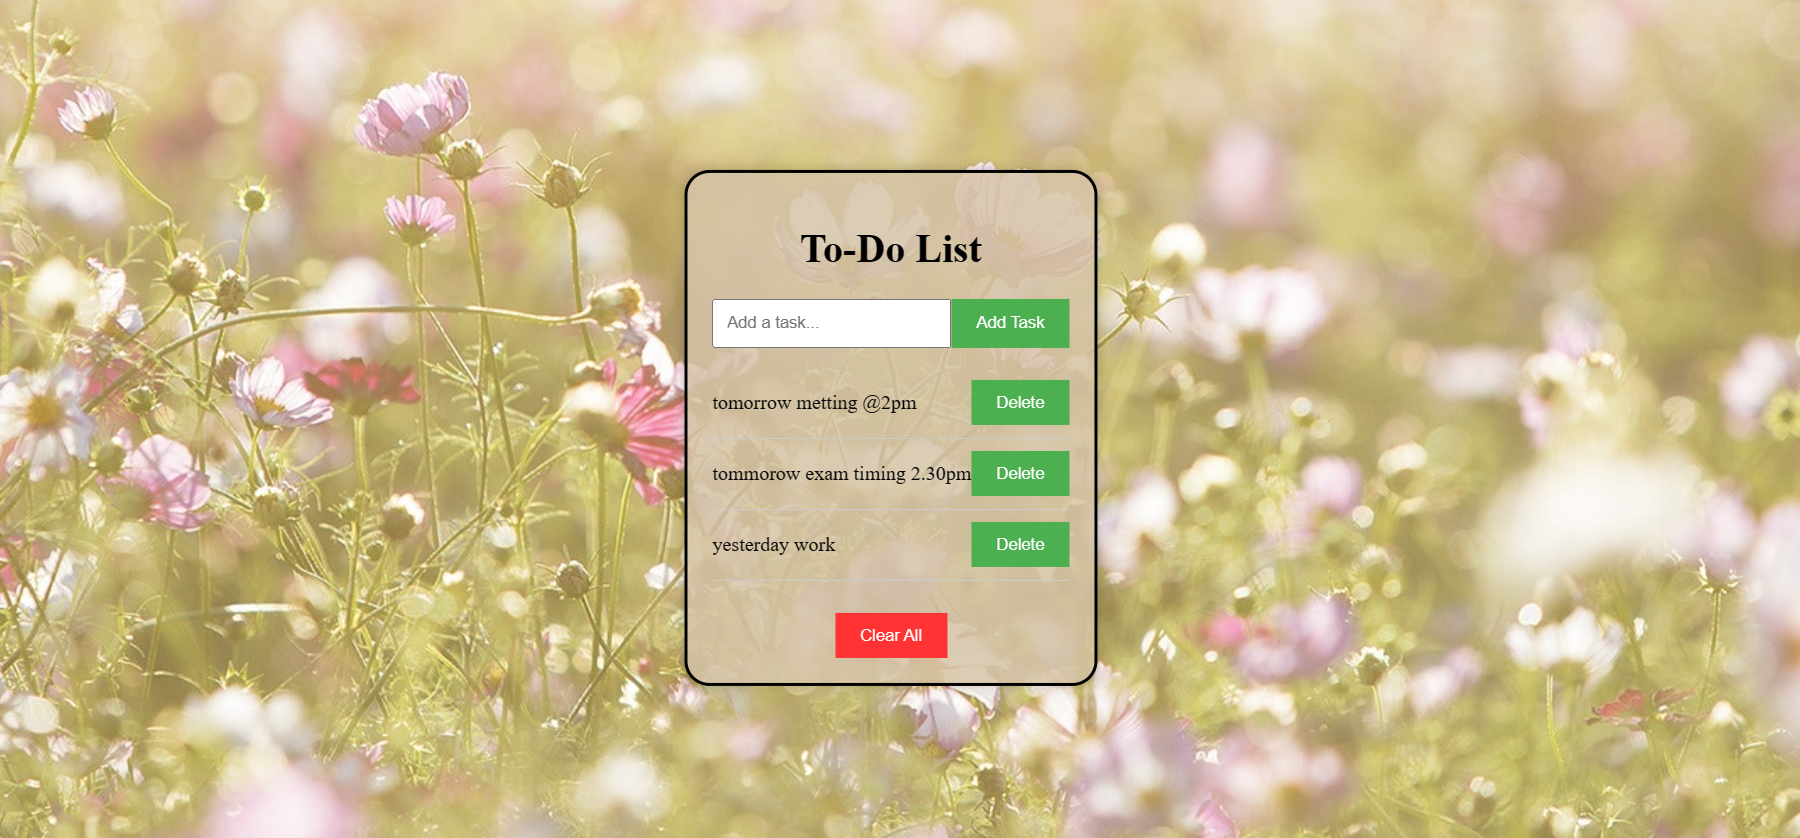 To-Do List
Add a task...
Add Task
tomorrow metting @2pm
Delete
tommorow exam timing 2.30pm
Delete
yesterday work
Delete
Clear All